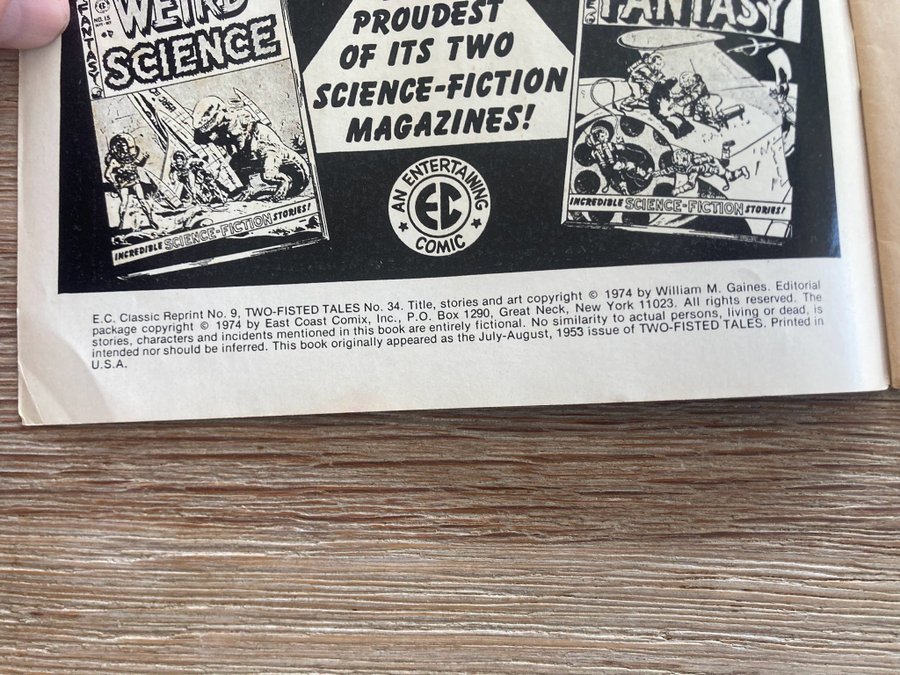 WEIRD
NO. 15
SCIENCE
INCREDIBLE SCIENCE-FICTION STORIES!
PROUDEST
OF ITS TWO
SCIENCE-FICTION
MAGAZINES!
AN ENTERTAINING
EC
COMIC
FANTASY
INCREDIBLE SCIENCE-FICTION STORIES!
E.C. Classic Reprint No. 9, TWO-FISTED TALES No. 34. Title, stories and art copyright © 1974 by William M. Gaines. Editorial
package copyright © 1974 by East Coast Comix, Inc., P.O. Box 1290, Great Neck, New York 11023. All rights reserved. The
stories, characters and incidents mentioned in this book are entirely fictional. No similarity to actual persons, living or dead, is
intended nor should be inferred. This book originally appeared as the July-August, 1953 issue of TWO-FISTED TALES. Printed in
U.S.A.